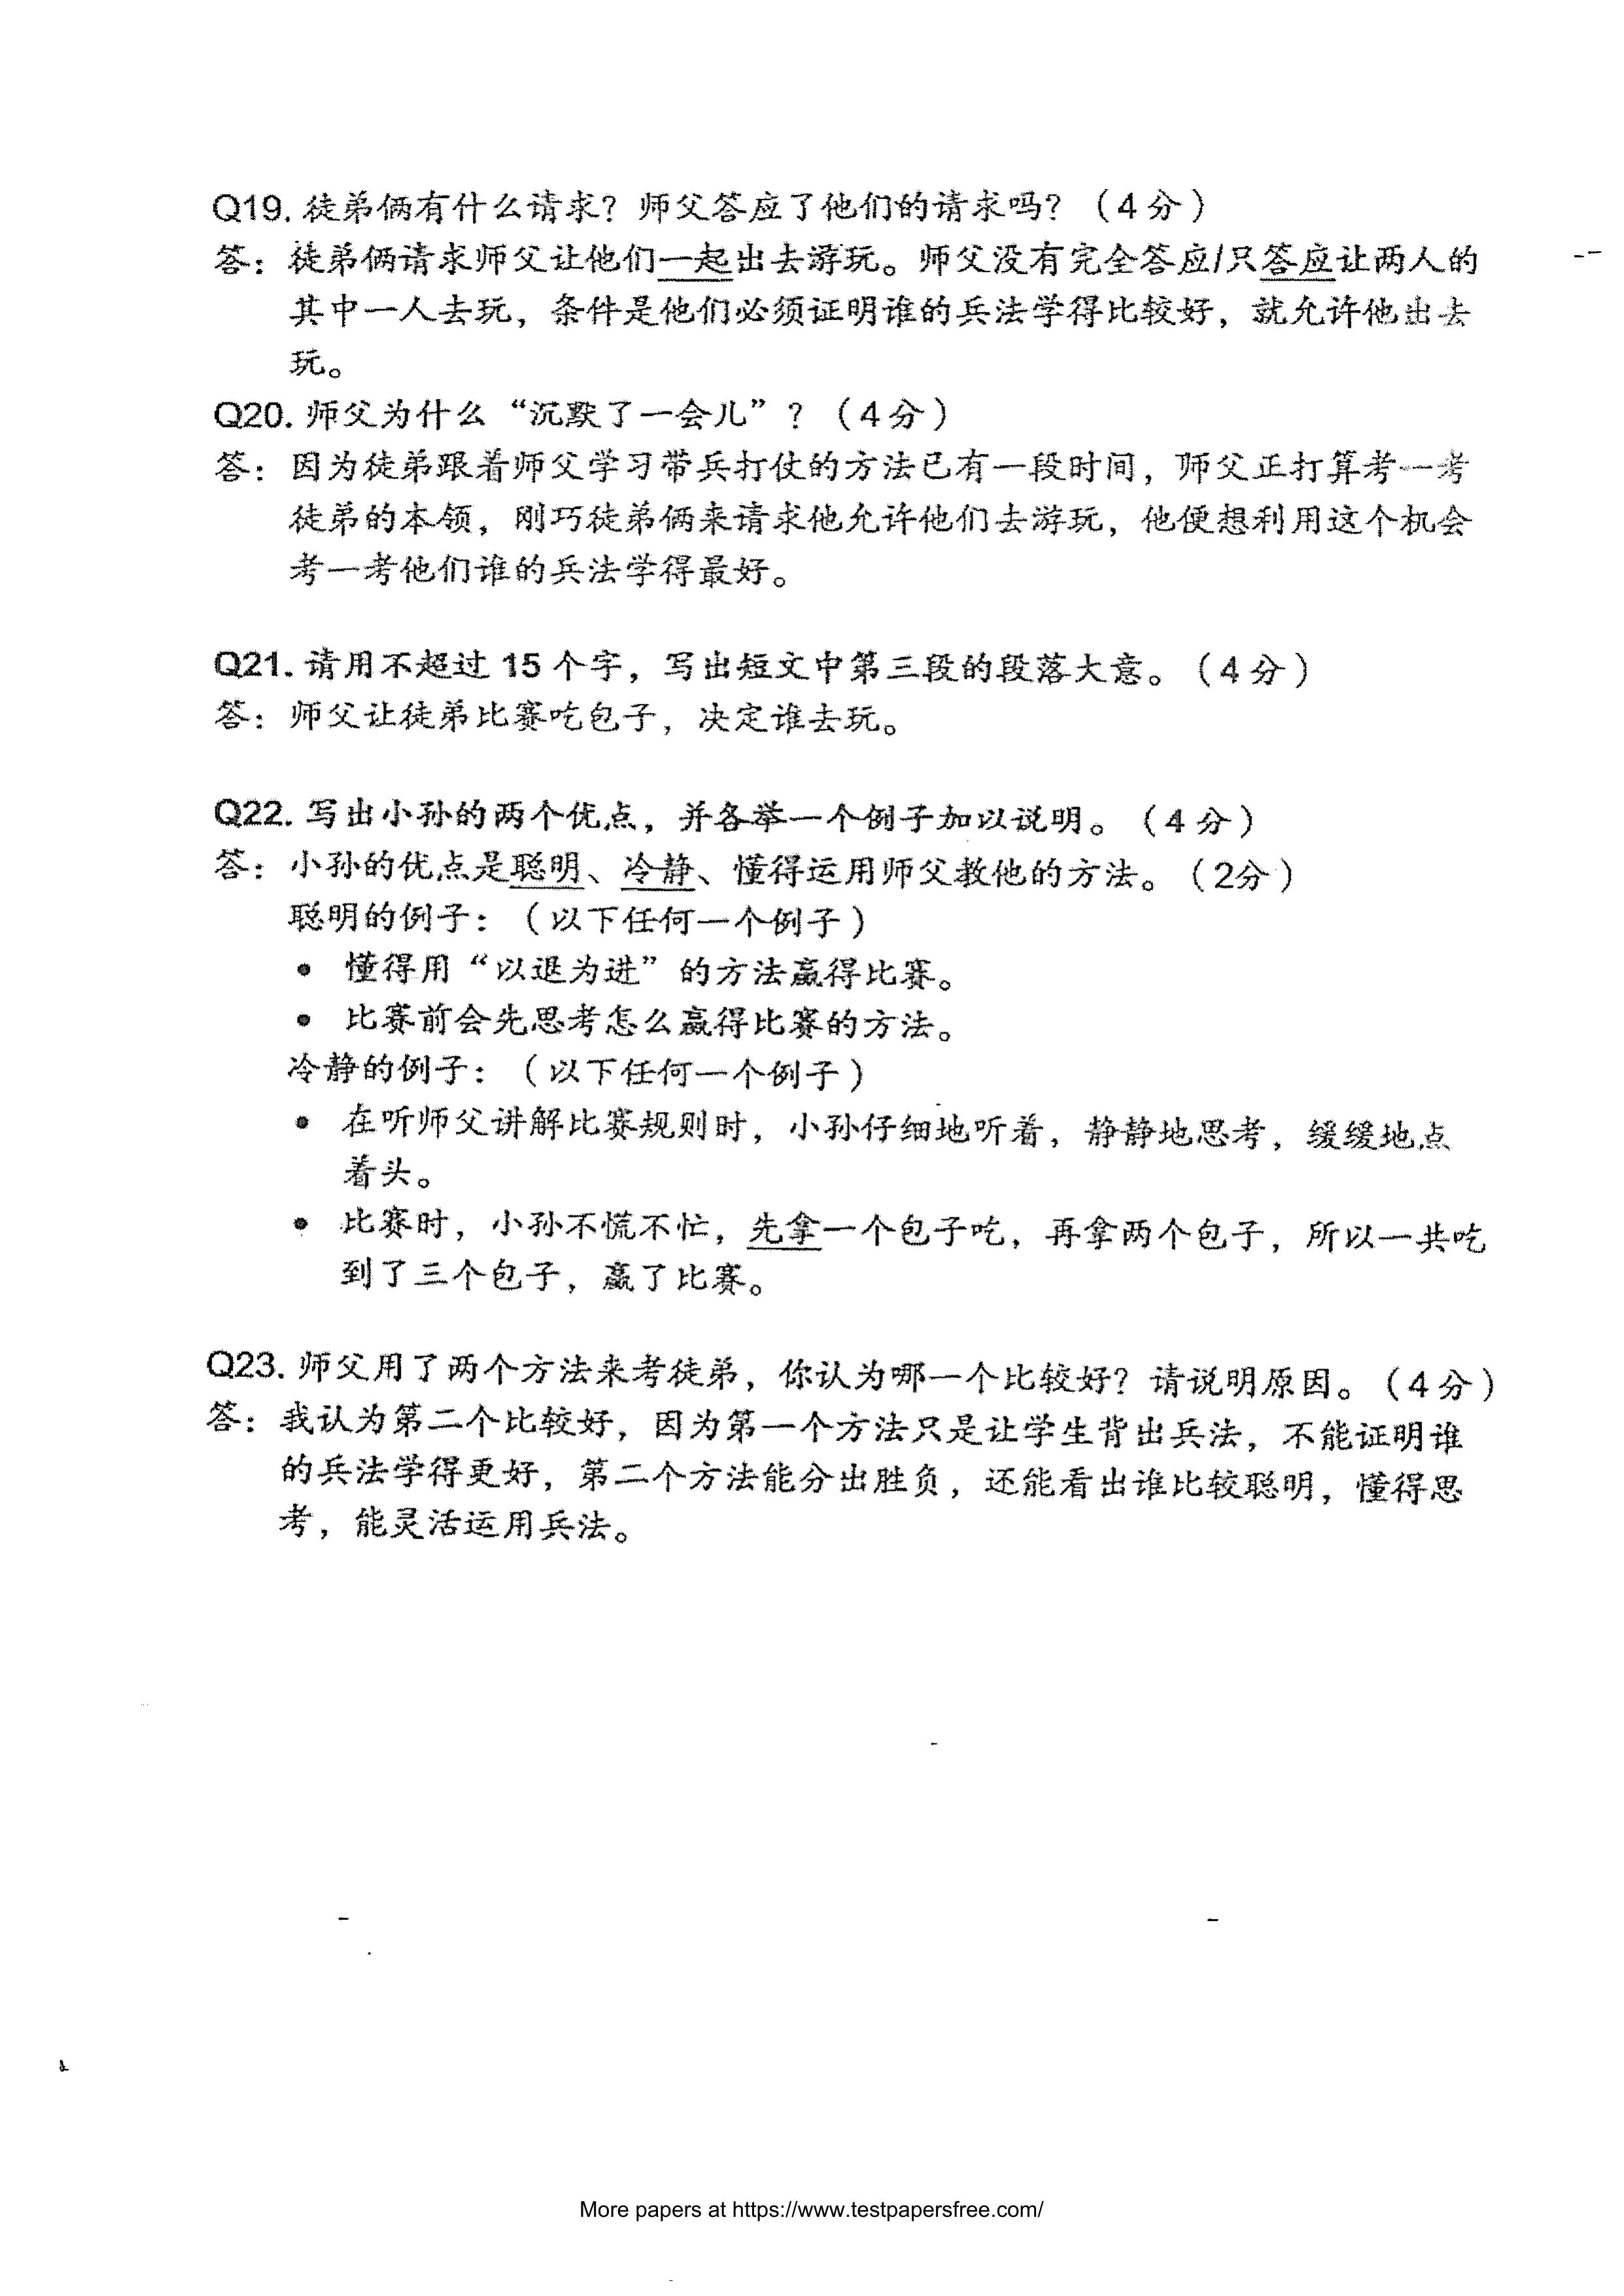 Q19. 徒弟俩有什么请求？师父答应了他们的请求吗？（4 分）
答：徒弟俩请求师父让他们一起出去游玩。师父没有完全答应/只答应让两人的
其中一人去玩，条件是他们必须证明谁的兵法学得比较好，就允许他出去
玩。
Q20. 师父为什么“沉默了一会儿”？（4 分）
答：因为徒弟跟着师父学习带兵打仗的方法已有一段时间，师父正打算考一考
徒弟的本领，刚巧徒弟俩来请求他允许他们去游玩，他便想利用这个机会
考一考他们谁的兵法学得最好。
Q21. 请用不超过 15 个字，写出短文中第三段的段落大意。（4 分）
答：师父让徒弟比赛吃包子，决定谁去玩。
Q22. 写出小孙的两个优点，并各举一个例子加以说明。（4 分）
答：小孙的优点是聪明、冷静、懂得运用师父教他的方法。（2分）
聪明的例子：（以下任何一个例子）
• 懂得用“以退为进”的方法赢得比赛。
• 比赛前会先思考怎么赢得比赛的方法。
冷静的例子：（以下任何一个例子）
• 在听师父讲解比赛规则时，小孙仔细地听着，静静地思考，缓缓地点
着头。
• 比赛时，小孙不慌不忙，先拿一个包子吃，再拿两个包子，所以一共吃
到了三个包子，赢了比赛。
Q23. 师父用了两个方法来考徒弟，你认为哪一个比较好？请说明原因。（4 分）
答：我认为第二个比较好，因为第一个方法只是让学生背出兵法，不能证明谁
的兵法学得更好，第二个方法能分出胜负，还能看出谁比较聪明，懂得思
考，能灵活运用兵法。
More papers at https://www.testpapersfree.com/